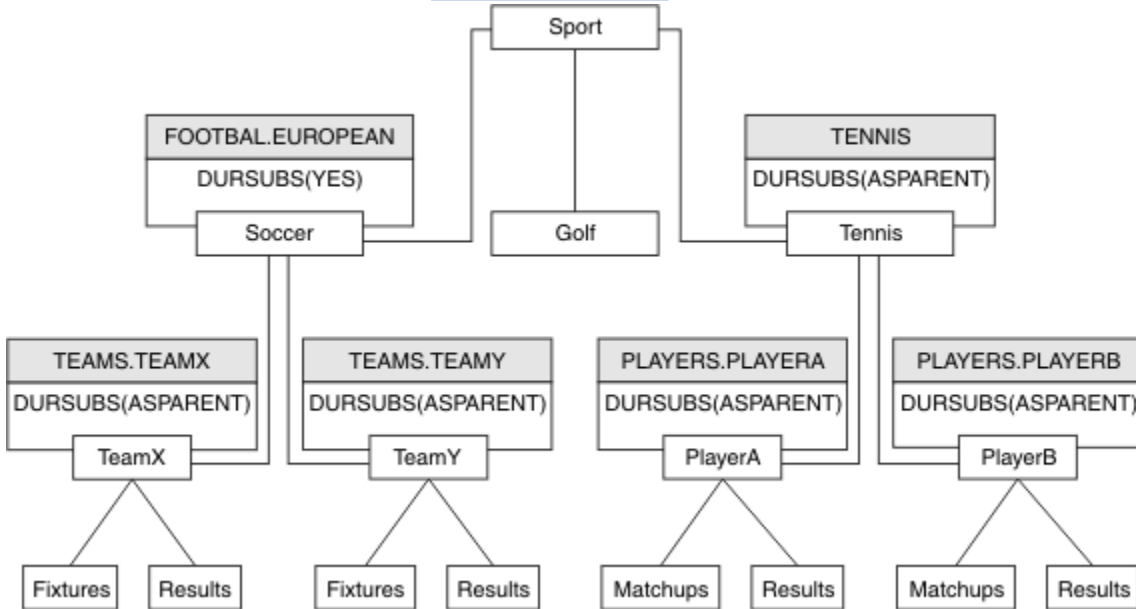 Sport
FOOTBAL.EUROPEAN
TENNIS
DURSUBS(YES)
DURSUBS(ASPARENT)
Soccer
Golf
Tennis
TEAMS.TEAMX
TEAMS.TEAMY
PLAYERS.PLAYERA
PLAYERS.PLAYERB
DURSUBS(ASPARENT)
DURSUBS(ASPARENT)
DURSUBS(ASPARENT)
DURSUBS(ASPARENT)
TeamX
TeamY
PlayerA
PlayerB
Fixtures
Results
Fixtures
Results
Matchups
Results
Matchups
Results